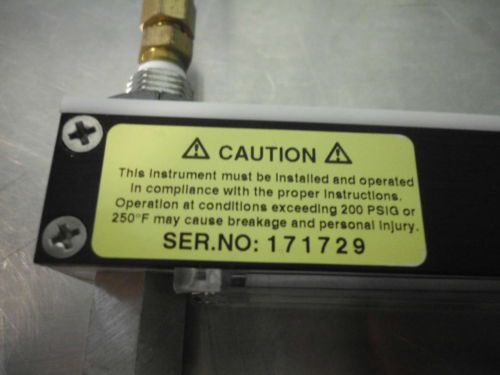 CAUTION
This instrument must be installed and operated
in compliance with the proper instructions.
Operation at conditions exceeding 200 PSIG or
250°F may cause breakage and personal injury.
SER.NO: 171729